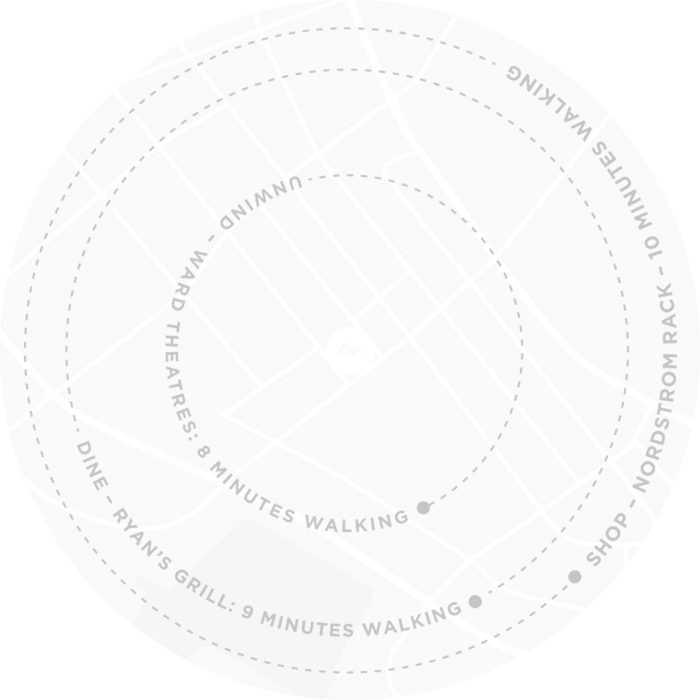 UNWIND - WARD THEATRES: 8 MINUTES WALKING
DINE - RYAN'S GRILL: 9 MINUTES WALKING
SHOP - NORDSTROM RACK - 10 MINUTES WALKING